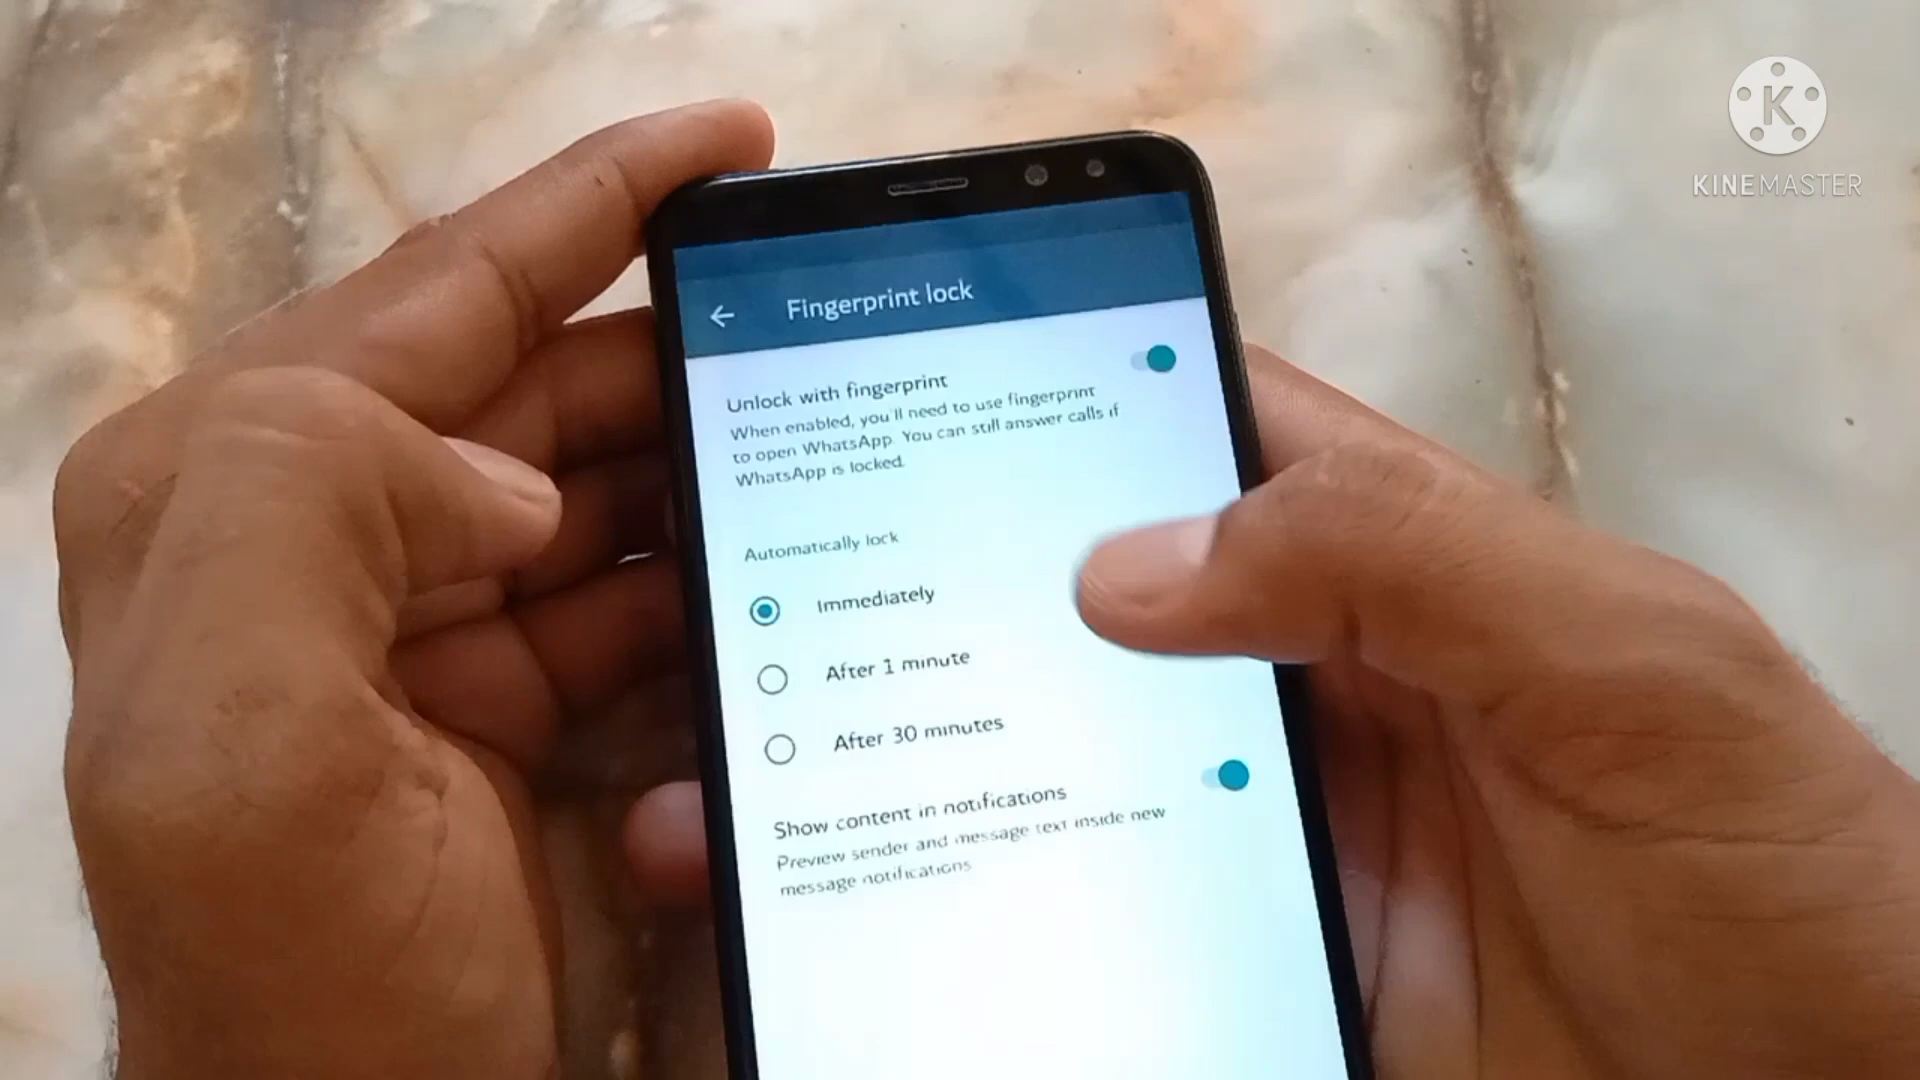 K
KINEMASTER
Fingerprint lock
Unlock with fingerprint
When enabled, you'll need to use fingerprint
to open WhatsApp. You can still answer calls if
WhatsApp is locked.
Automatically lock
Immediately
After 1 minute
After 30 minutes
Show content in notifications
Preview sender and message text inside new
message notifications